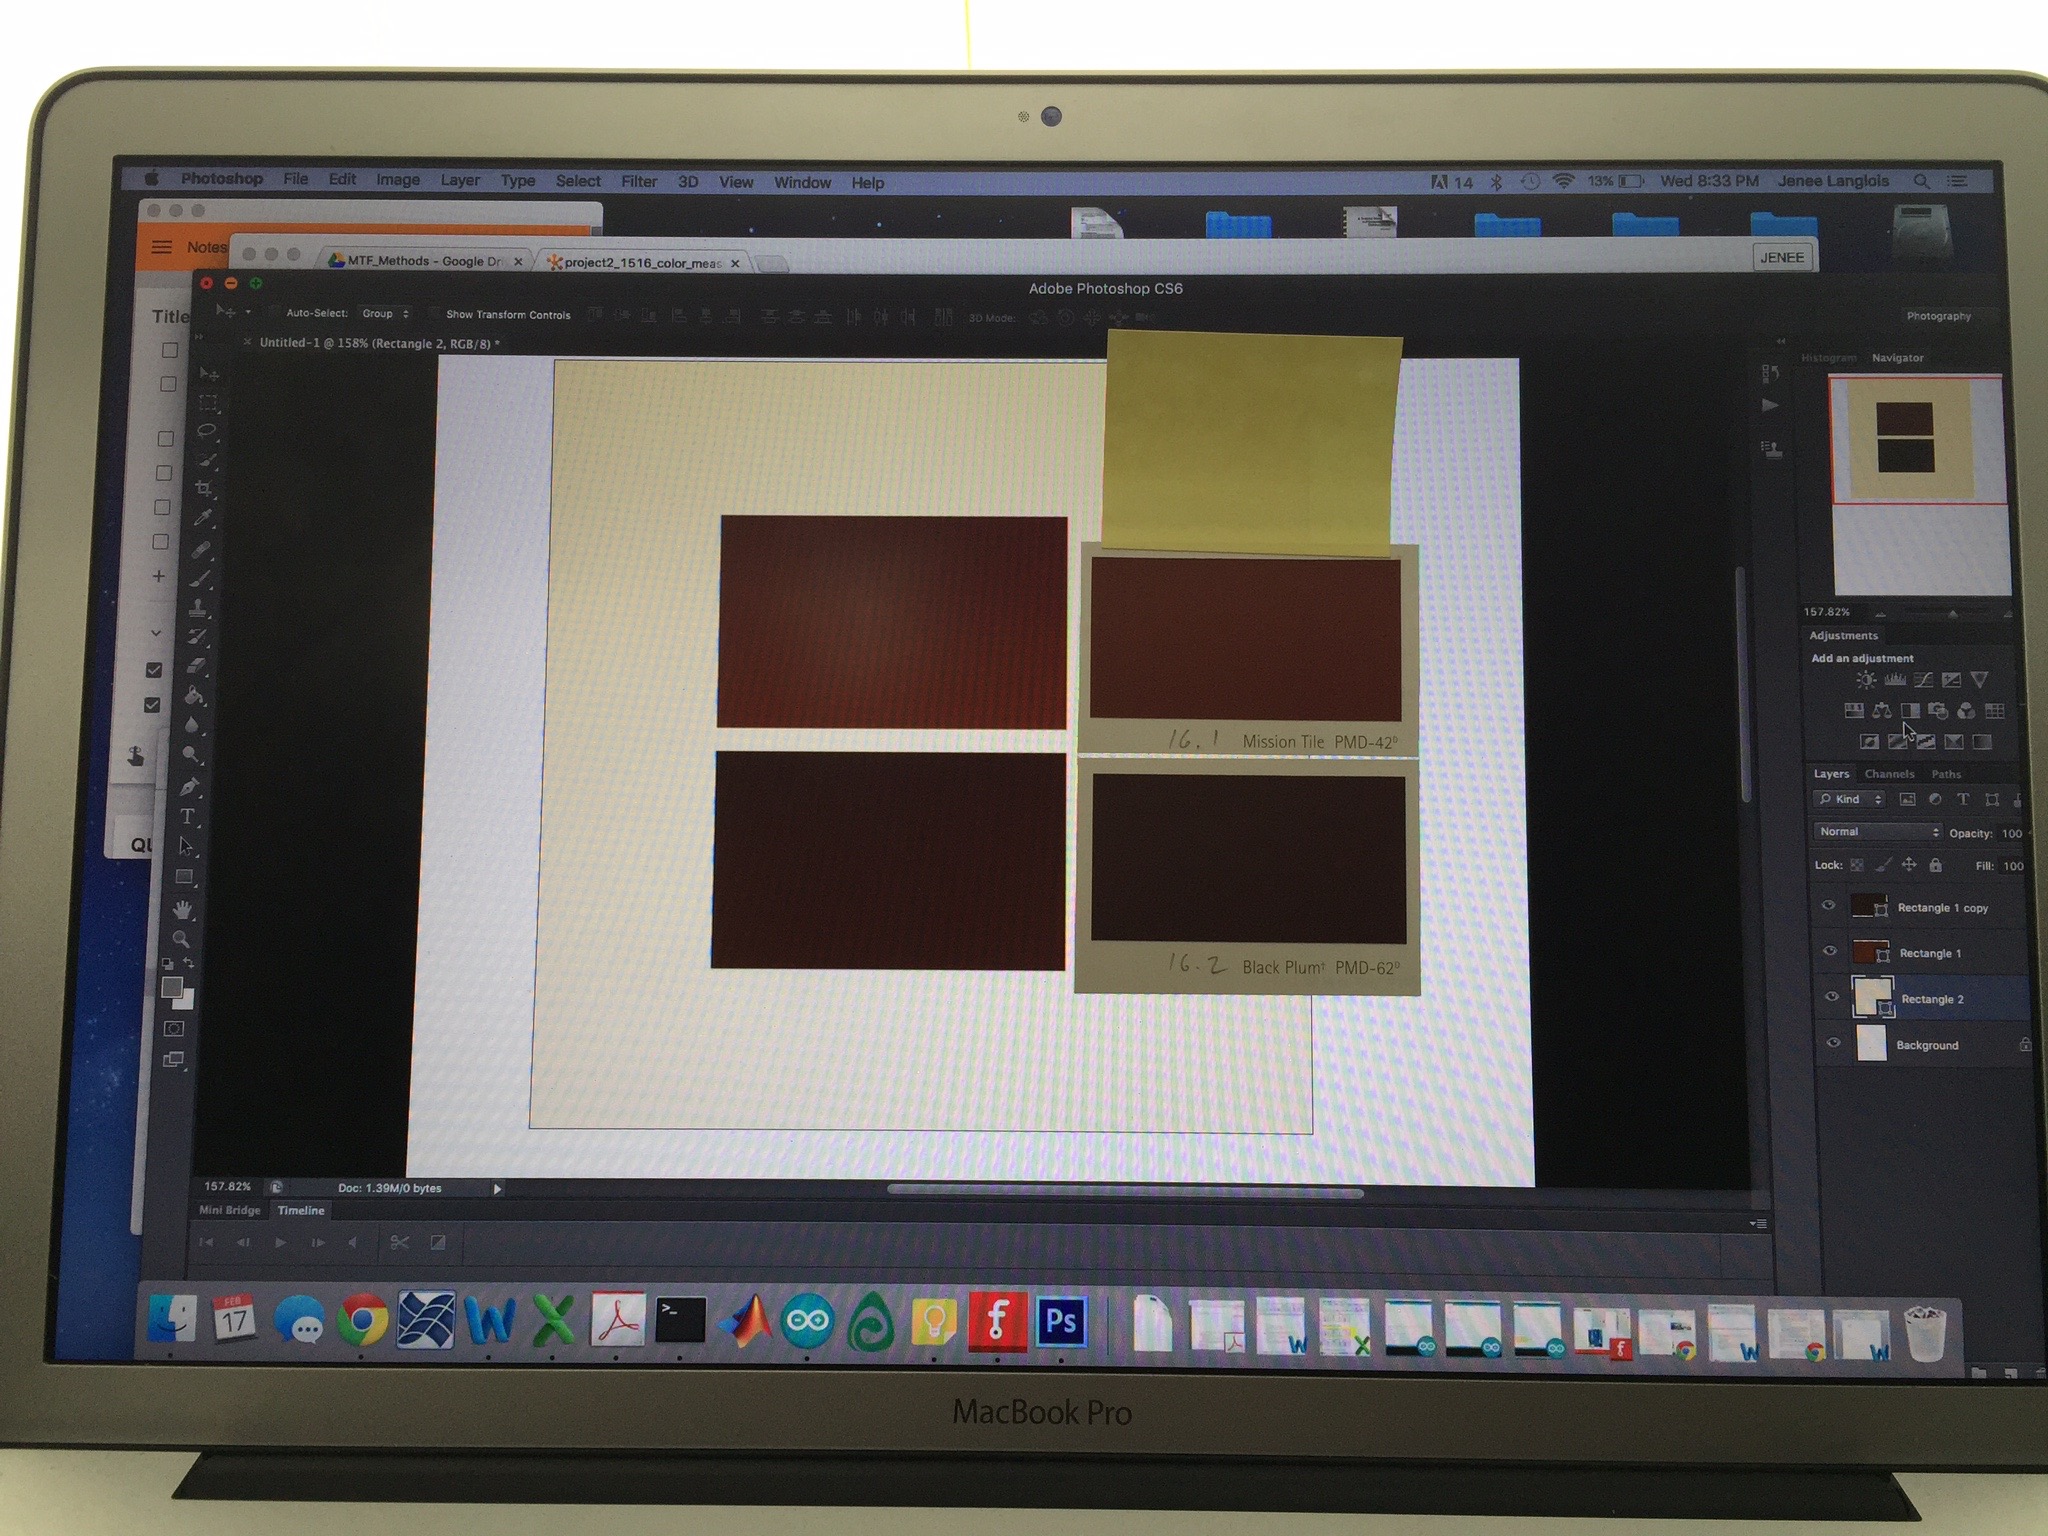 Photoshop File Edit Image Layer Type Select Filter 3D View Window Help
14 13% Wed 8:33 PM Jenee Langlois
Notes
MTF_Methods - Google Dri
project2_1516_color_meas
JENEE
Adobe Photoshop CS6
Title
Auto-Select: Group Show Transform Controls 3D Mode:
Photography
Untitled-1 @ 158% (Rectangle 2, RGB/8) *
Histogram Navigator
157.82%
Adjustments
Add an adjustment
16.1 Mission Tile PMD-42D
16.2 Black Plum† PMD-62D
Layers Channels Paths
Kind
Normal Opacity: 100
Lock: Fill: 100
Rectangle 1 copy
Rectangle 1
Rectangle 2
Background
157.82% Doc: 1.39M/0 bytes
Mini Bridge Timeline
FEB
17
Ps
MacBook Pro